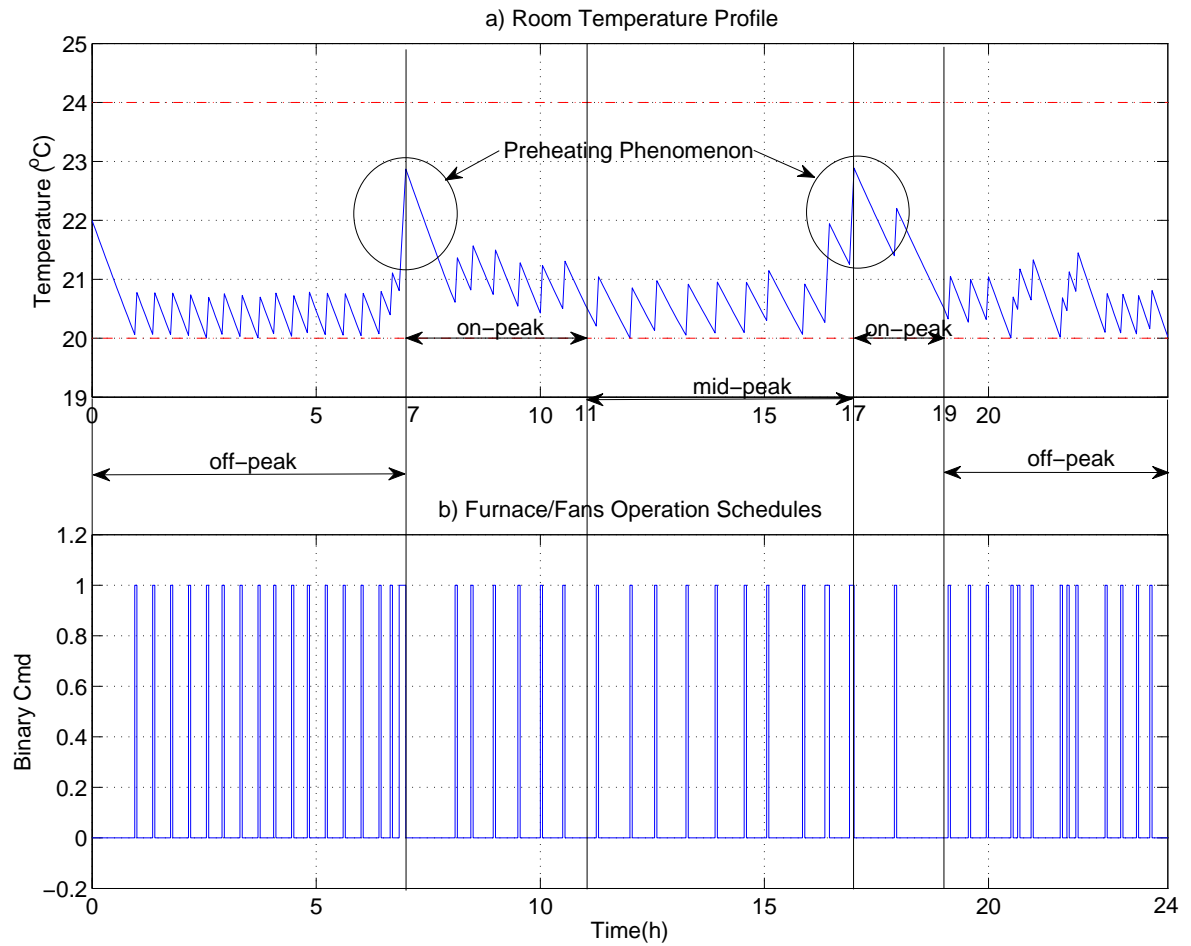 a) Room Temperature Profile
25
24
23
22
21
20
19
Temperature (°C)
Preheating Phenomenon
on−peak
on−peak
mid−peak
0 5 7 10 11 15 17 19 20
off−peak
off−peak
b) Furnace/Fans Operation Schedules
1.2
1
0.8
0.6
0.4
0.2
0
−0.2
Binary Cmd
0 5 10 15 20 24
Time(h)